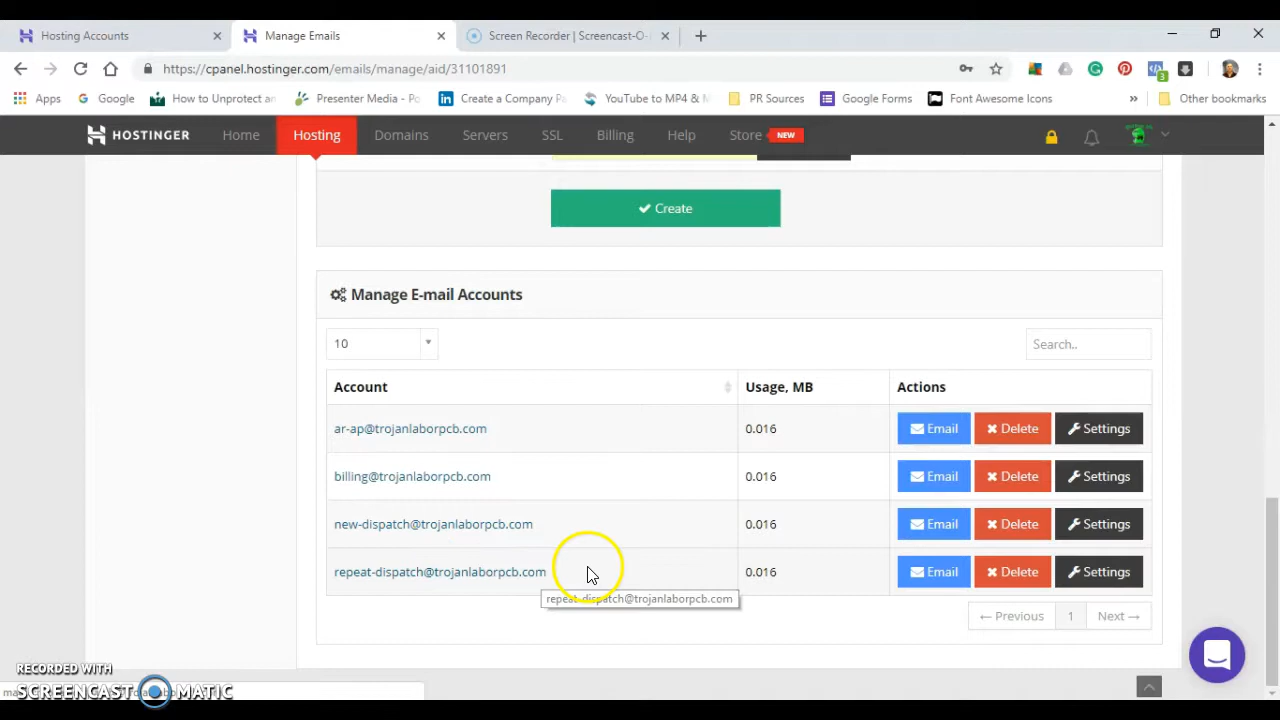 Hosting Accounts
Manage Emails
Screen Recorder | Screencast-O-
https://cpanel.hostinger.com/emails/manage/aid/31101891
3
Apps
Google
How to Unprotect an
Presenter Media - Po
Create a Company P
YouTube to MP4 & M
PR Sources
Google Forms
Font Awesome Icons
»
Other bookmarks
HOSTINGER
Home
Hosting
Domains
Servers
SSL
Billing
Help
Store NEW
Create
Manage E-mail Accounts
10
Search..
Account Usage, MB Actions
ar-ap@trojanlaborpcb.com 0.016 Email Delete Settings
billing@trojanlaborpcb.com 0.016 Email Delete Settings
new-dispatch@trojanlaborpcb.com 0.016 Email Delete Settings
repeat-dispatch@trojanlaborpcb.com 0.016 Email Delete Settings
repeat-dispatch@trojanlaborpcb.com
← Previous 1 Next →
RECORDED WITH
SCREENCAST MATIC